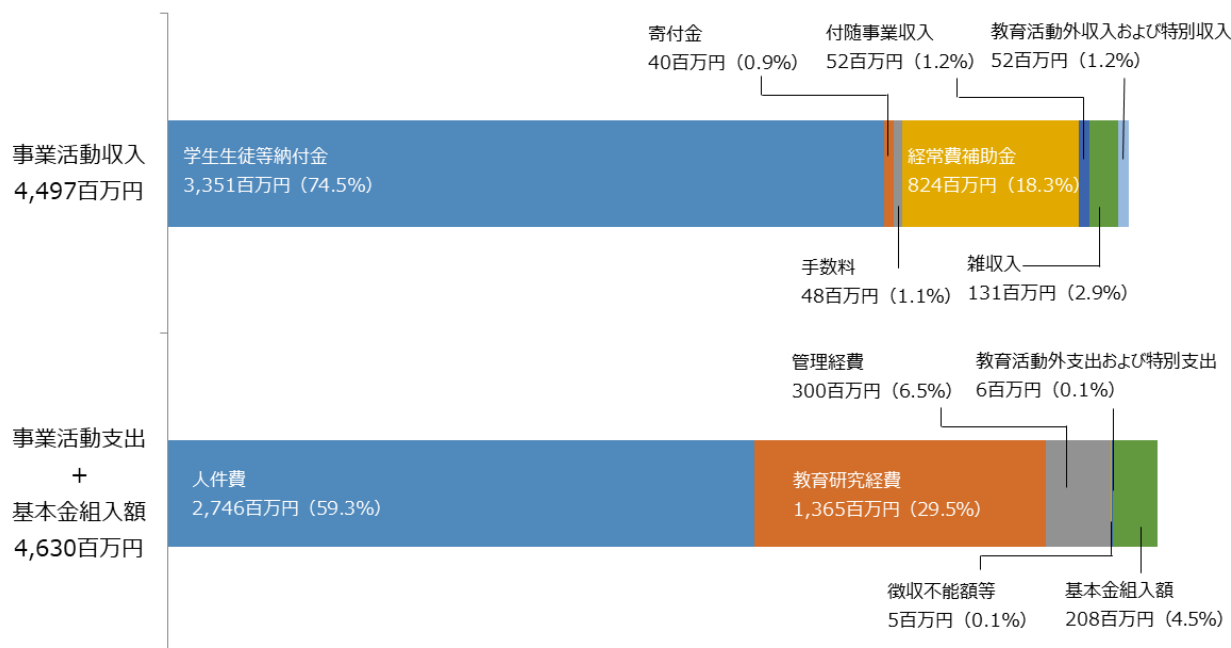 寄付金
40百万円（0.9%）
付随事業収入
52百万円（1.2%）
教育活動外収入および特別収入
52百万円（1.2%）
事業活動収入
4,497百万円
学生生徒等納付金
3,351百万円（74.5%）
経常費補助金
824百万円（18.3%）
手数料
48百万円（1.1%）
雑収入
131百万円（2.9%）
管理経費
300百万円（6.5%）
教育活動外支出および特別支出
6百万円（0.1%）
事業活動支出
+
基本金組入額
4,630百万円
人件費
2,746百万円（59.3%）
教育研究経費
1,365百万円（29.5%）
徴収不能額等
5百万円（0.1%）
基本金組入額
208百万円（4.5%）